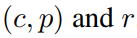 (c, p) and r